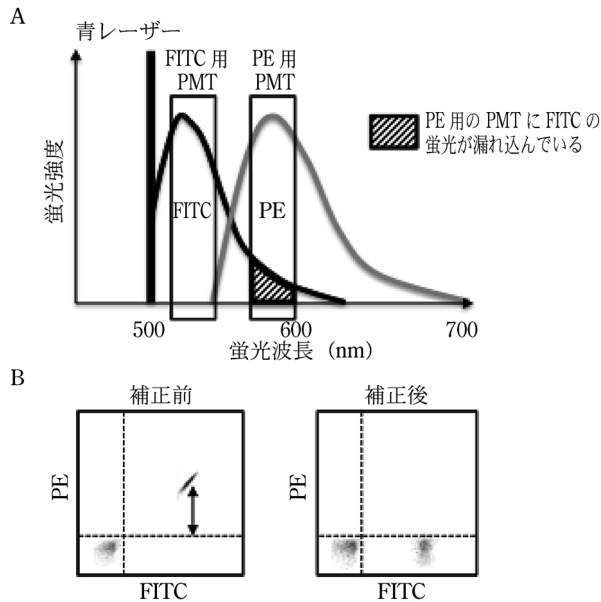 A
青レーザー
FITC 用
PMT
PE 用
PMT
PE 用の PMT に FITC の
蛍光が漏れ込んでいる
蛍光強度
FITC
PE
500
600
700
蛍光波長 (nm)
B
補正前
補正後
PE
PE
FITC
FITC